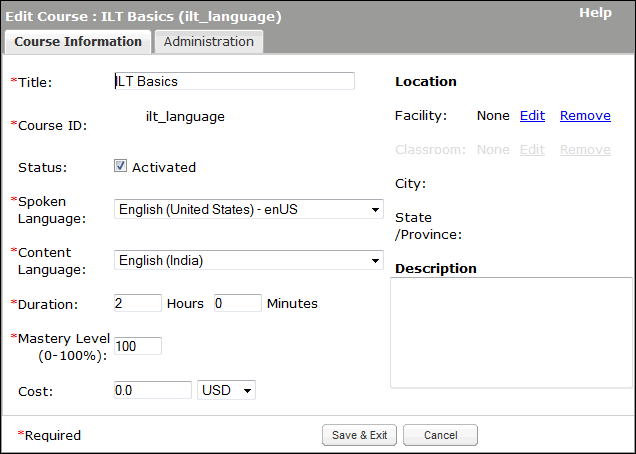 Edit Course : ILT Basics (ilt_language)
Help
Course Information
Administration
*Title:
ILT Basics
*Course ID:
ilt_language
Status:
Activated
*Spoken
Language:
English (United States) - enUS
*Content
Language:
English (India)
*Duration:
2 Hours 0 Minutes
*Mastery Level
(0-100%):
100
Cost:
0.0
USD
Location
Facility: None Edit Remove
Classroom: None Edit Remove
City:
State
/Province:
Description
*Required
Save & Exit
Cancel